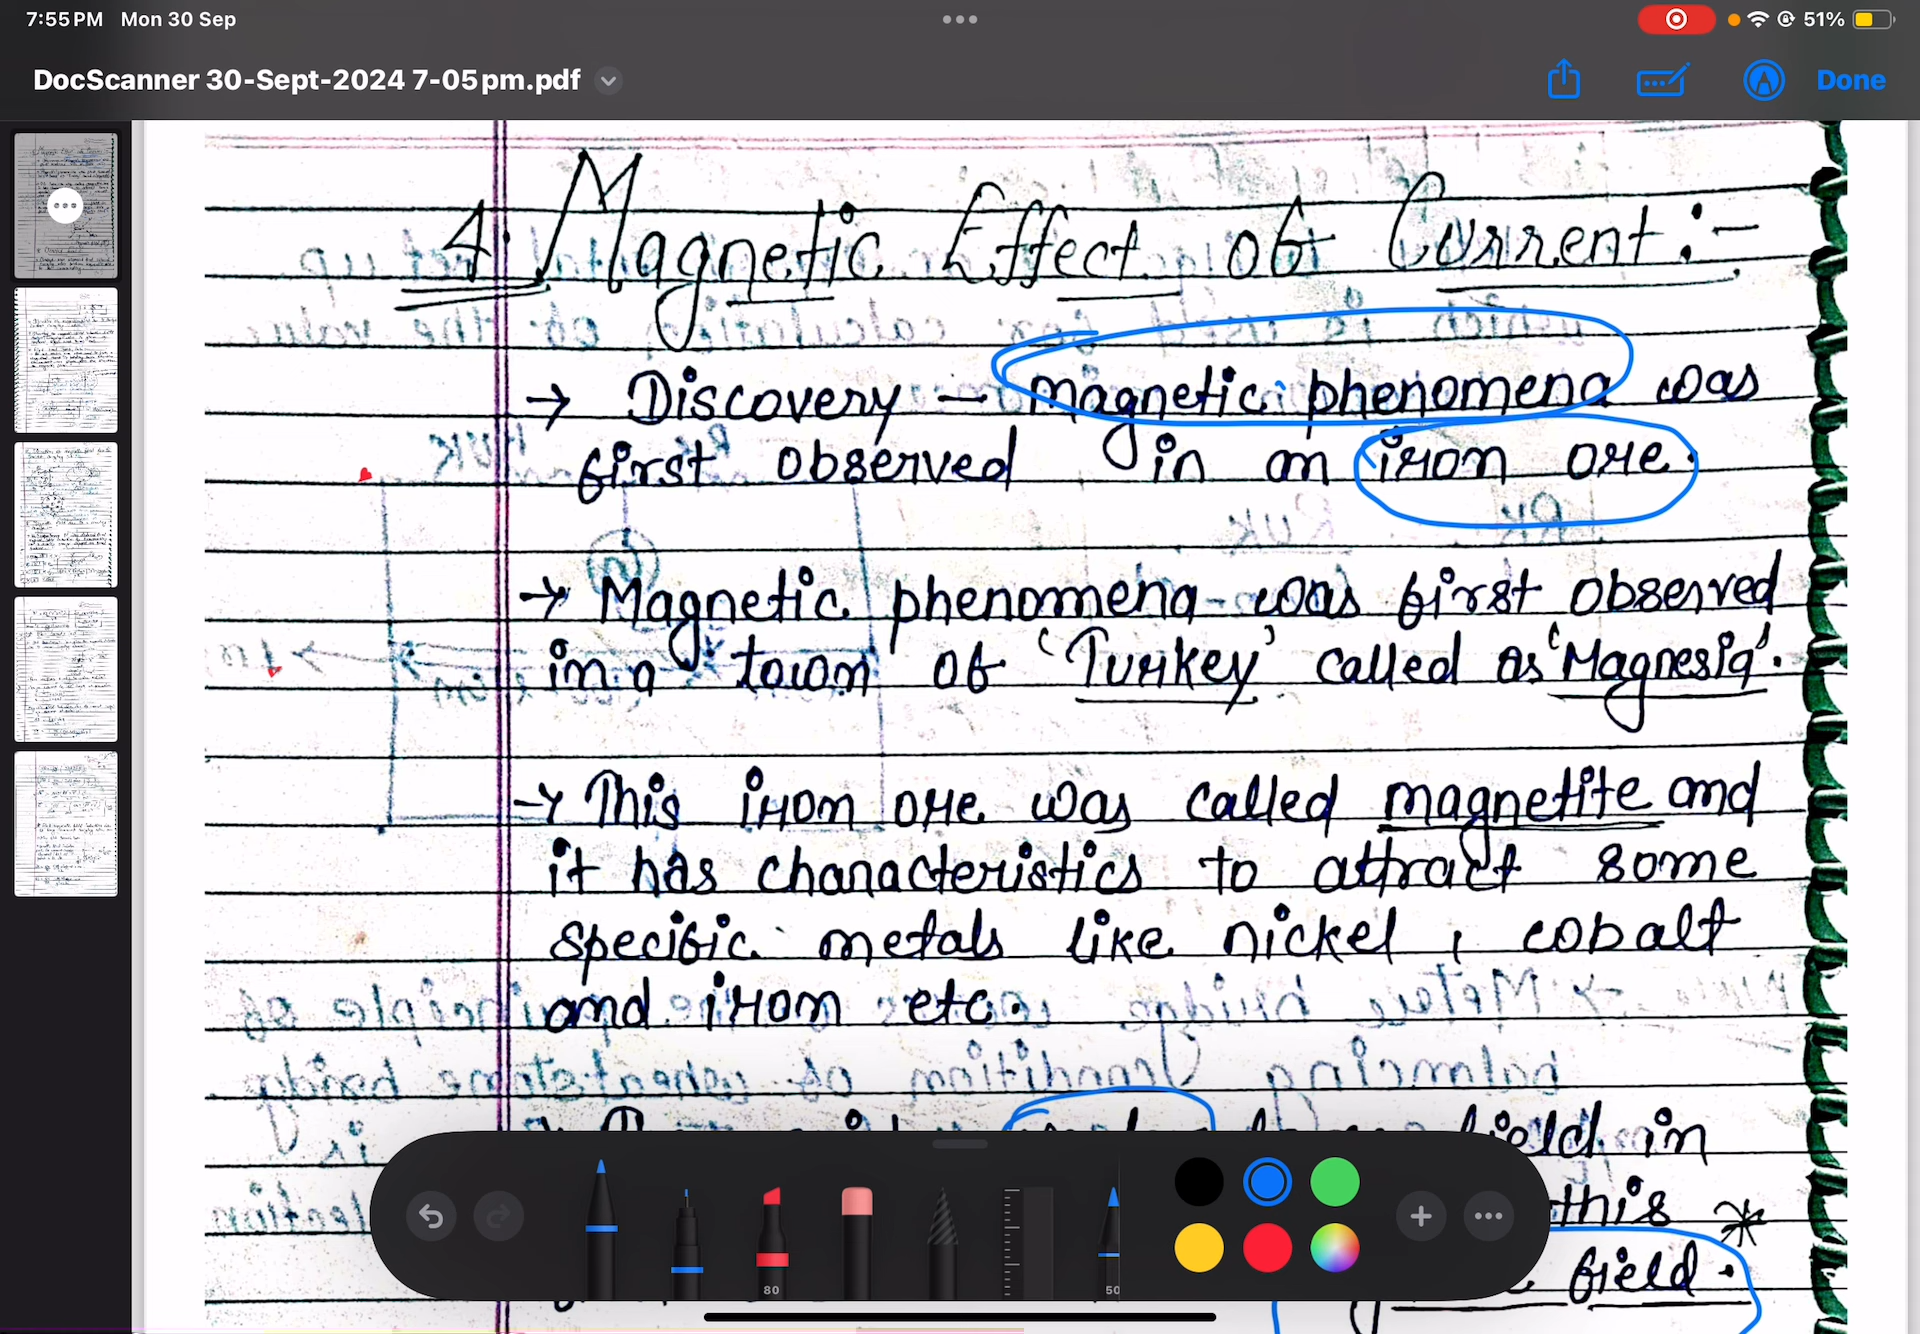 7:55 PM Mon 30 Sep
51%
DocScanner 30-Sept-2024 7-05pm.pdf
Done
4. Magnetic Effect of Current :-
→ Discovery - magnetic phenomena was
first observed in an iron ore.
→ Magnetic phenomena was first observed
in a town of 'Turkey' called as 'Magnesia'.
→ This iron ore was called magnetite and
it has characteristics to attract some
specific metals like nickel, cobalt
and iron etc.
field in
this *
field.
80
50